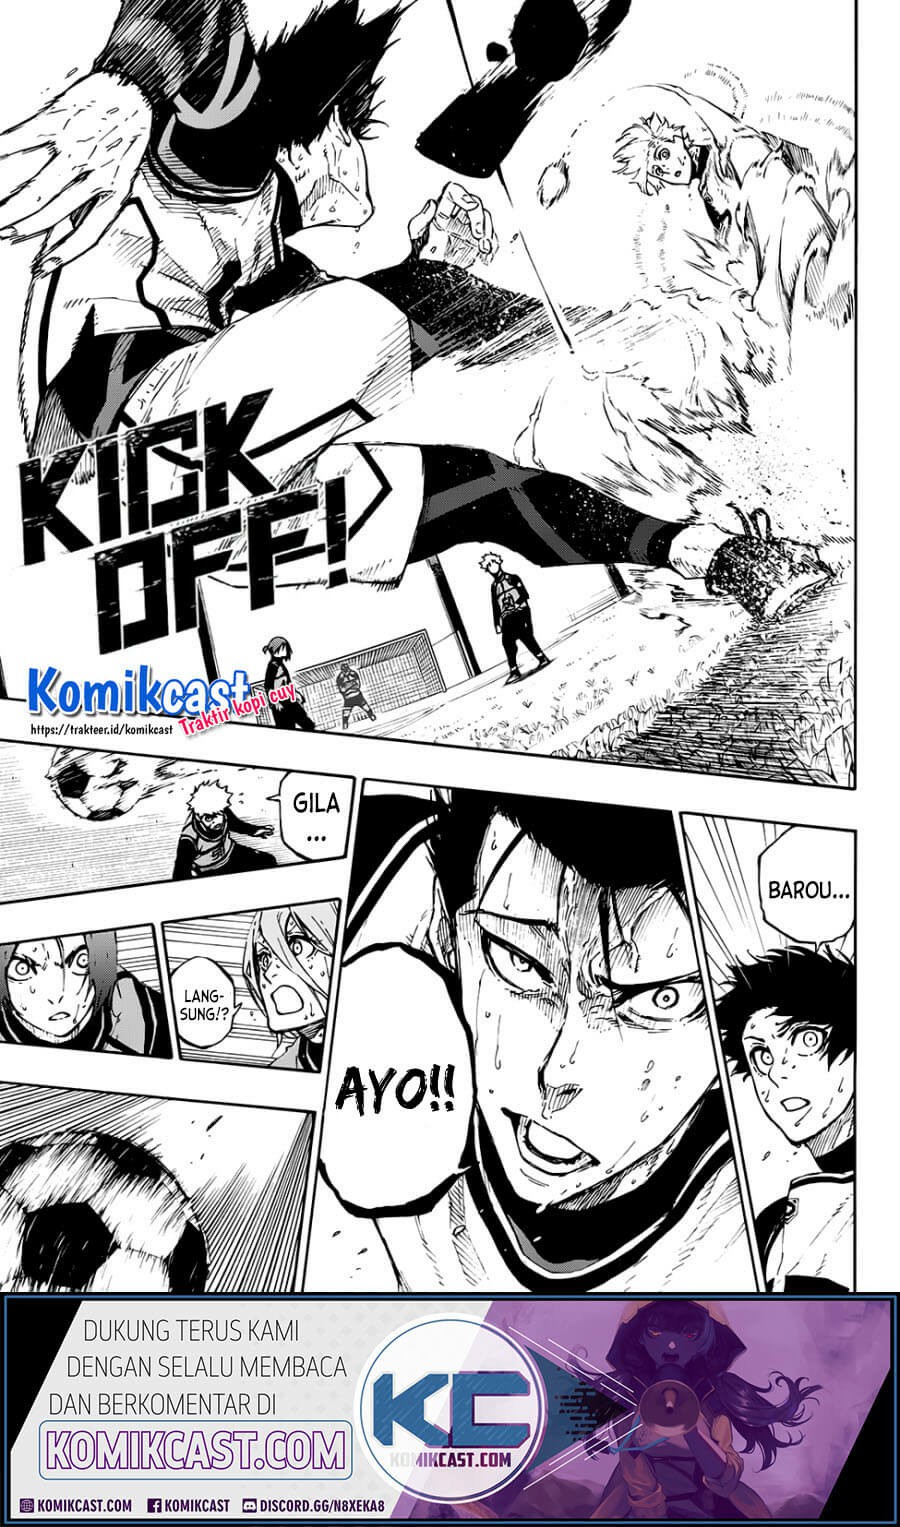 KICK
OFF!
Komikcast
Traktir kopi cuy
https://trakteer.id/komikcast
BAROU...
AYO!!
GILA
...
LANG-
SUNG!?
DUKUNG TERUS KAMI
DENGAN SELALU MEMBACA
DAN BERKOMENTAR DI
KOMIKCAST.COM
KC
KOMIKCAST.COM
KOMIKCAST.COM
KOMIKCAST
DISCORD.GG/N8XEKA8